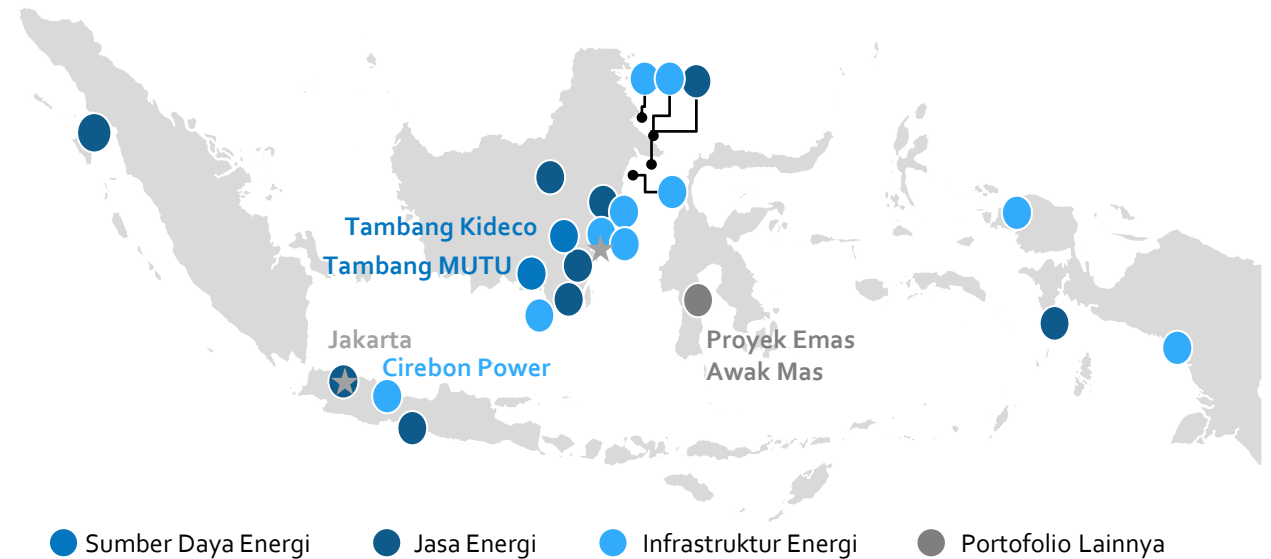 Tambang Kideco
Tambang MUTU
Jakarta
Cirebon Power
Proyek Emas
Awak Mas
Sumber Daya Energi
Jasa Energi
Infrastruktur Energi
Portofolio Lainnya